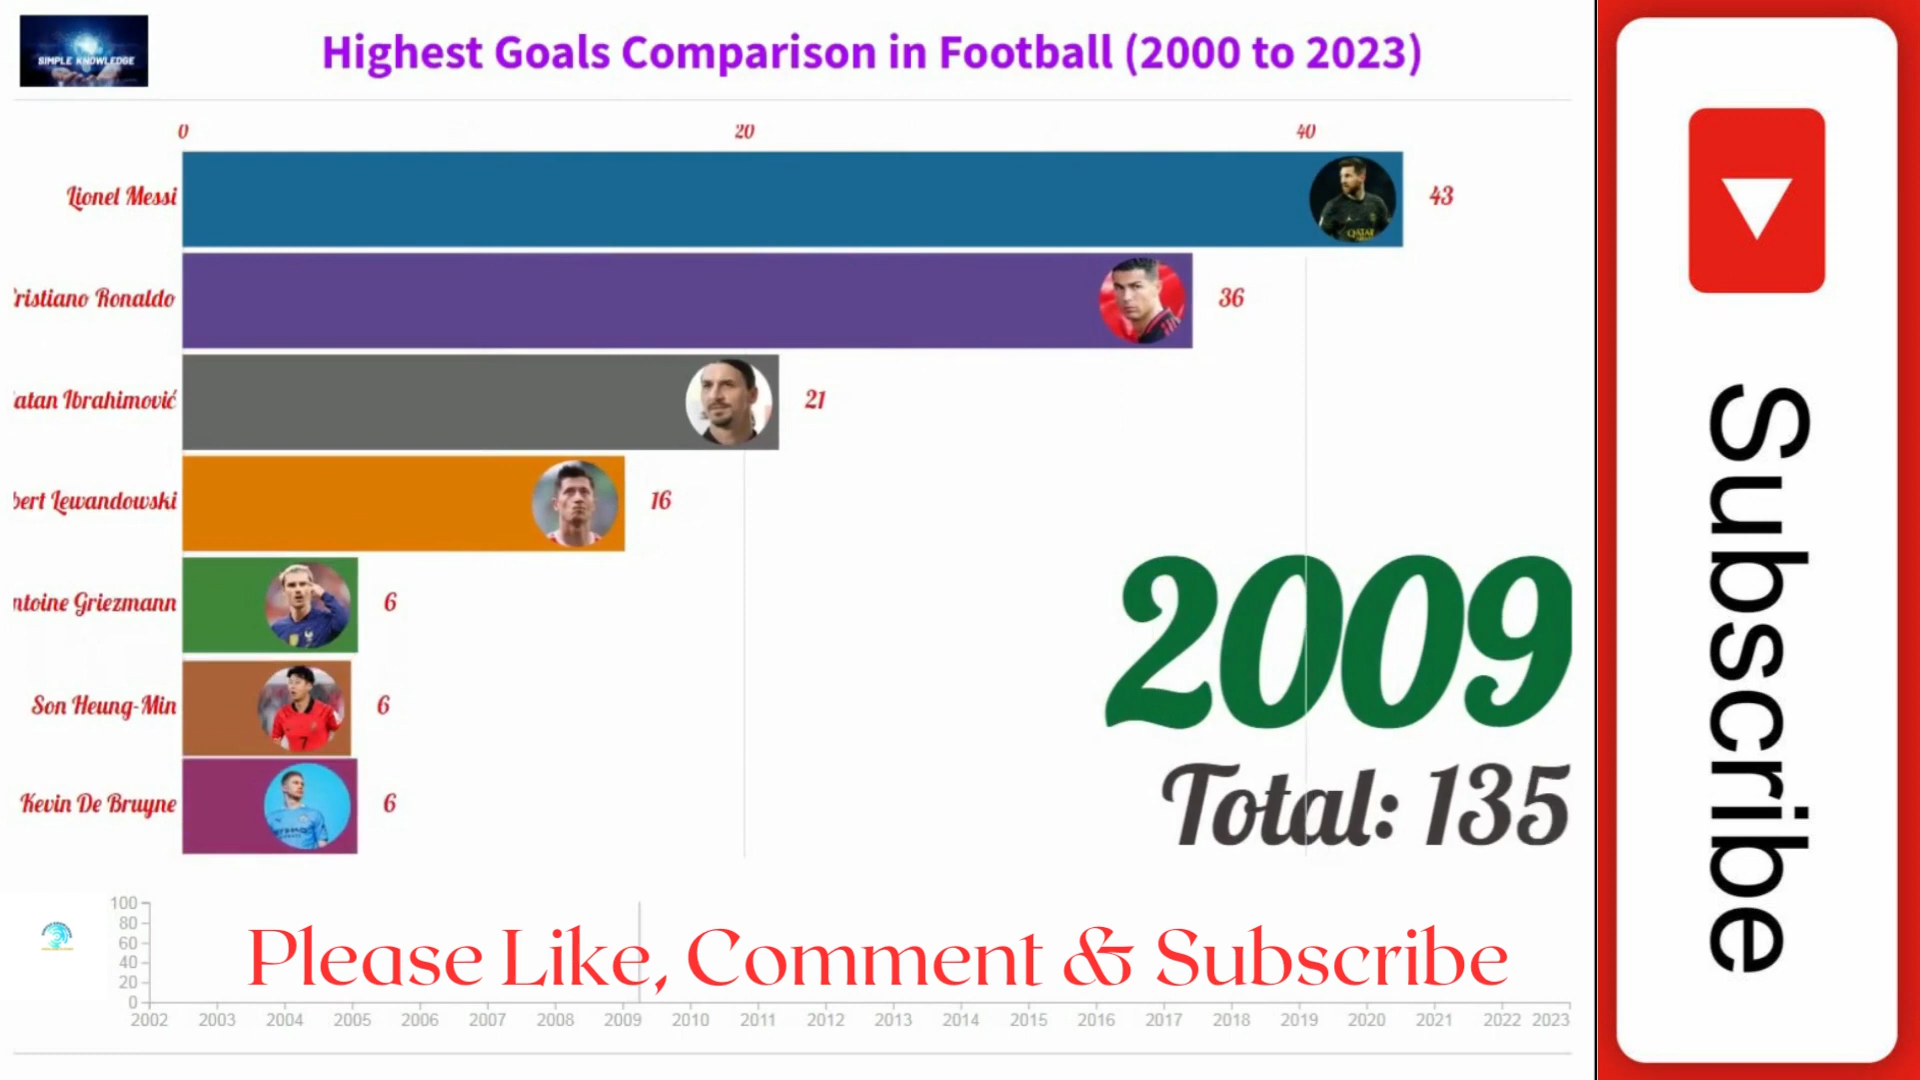 SIMPLE KNOWLEDGE
Highest Goals Comparison in Football (2000 to 2023)
0 20 40
Lionel Messi 43
ristiano Ronaldo 36
atan Ibrahimović 21
bert Lewandowski 16
ntoine Griezmann 6
Son Heung-Min 6
Kevin De Bruyne 6
2009
Total: 135
QATAR
7
100
80
60
40
20
0
Please Like, Comment & Subscribe
2002 2003 2004 2005 2006 2007 2008 2009 2010 2011 2012 2013 2014 2015 2016 2017 2018 2019 2020 2021 2022 2023
Subscribe